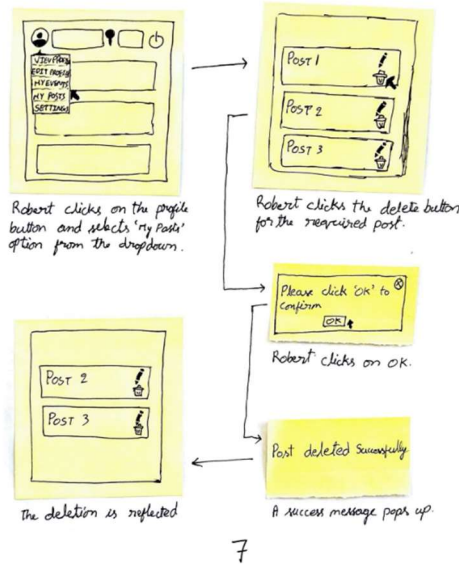 VIEW PROFILE
EDIT PROFILE
MY EVENTS
MY POSTS
SETTINGS
Robert clicks on the profile
button and selects 'My Posts'
option from the dropdown.
POST 1
POST 2
POST 3
Robert clicks the delete button
for the required post.
Please click 'OK' to
confirm
OK
Robert clicks on OK.
Post deleted Successfully
A success message pops up.
POST 2
POST 3
The deletion is reflected
7